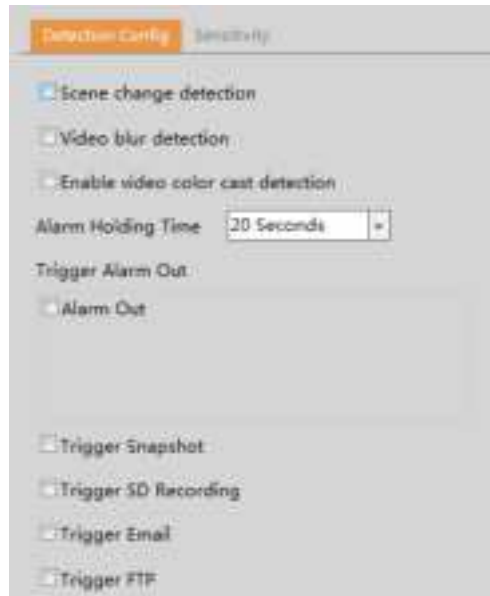 Detection Config Sensitivity
Scene change detection
Video blur detection
Enable video color cast detection
Alarm Holding Time 20 Seconds
Trigger Alarm Out
Alarm Out
Trigger Snapshot
Trigger SD Recording
Trigger Email
Trigger FTP